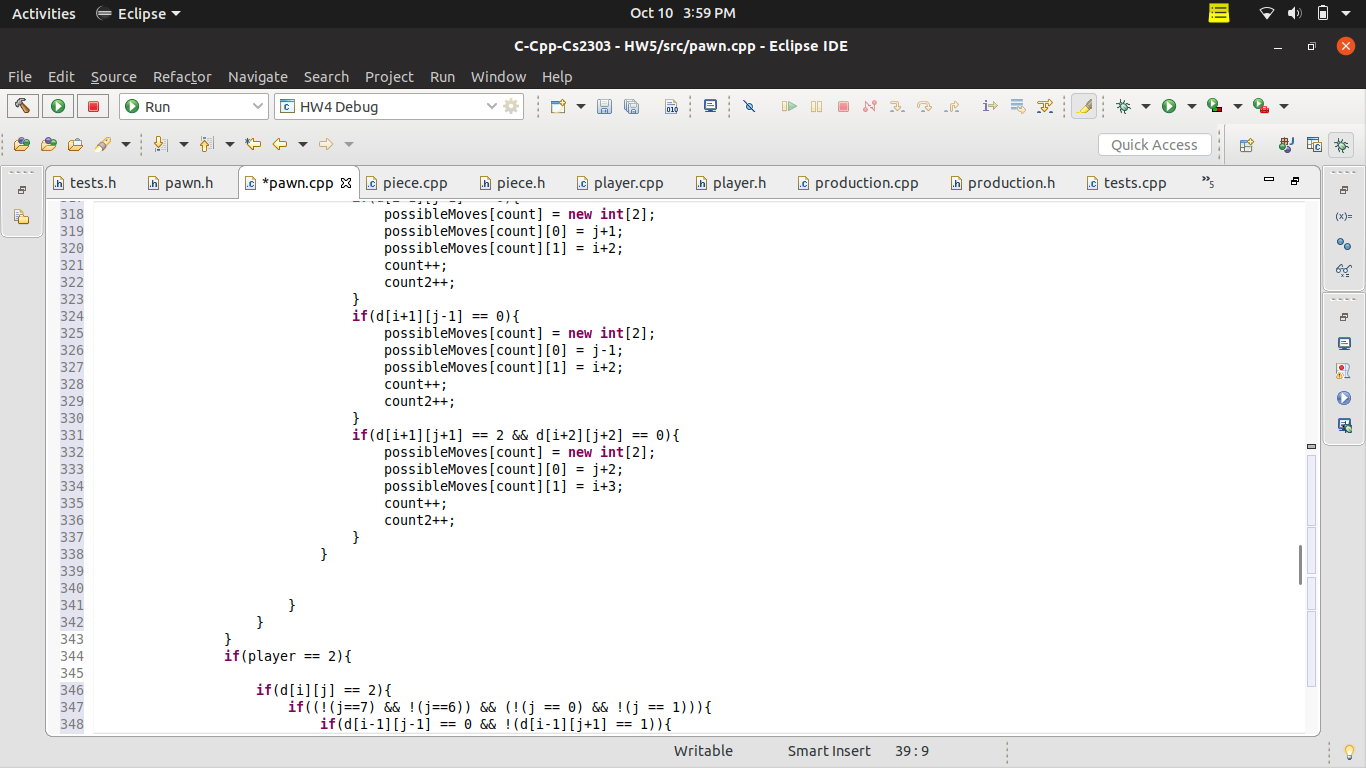 Activities Eclipse Oct 10 3:59 PM
C-Cpp-Cs2303 - HW5/src/pawn.cpp - Eclipse IDE
File Edit Source Refactor Navigate Search Project Run Window Help
Run HW4 Debug
Quick Access
tests.h pawn.h *pawn.cpp piece.cpp piece.h player.cpp player.h production.cpp production.h tests.cpp »5
318 possibleMoves[count] = new int[2];
319 possibleMoves[count][0] = j+1;
320 possibleMoves[count][1] = i+2;
321 count++;
322 count2++;
323 }
324 if(d[i+1][j-1] == 0){
325 possibleMoves[count] = new int[2];
326 possibleMoves[count][0] = j-1;
327 possibleMoves[count][1] = i+2;
328 count++;
329 count2++;
330 }
331 if(d[i+1][j+1] == 2 && d[i+2][j+2] == 0){
332 possibleMoves[count] = new int[2];
333 possibleMoves[count][0] = j+2;
334 possibleMoves[count][1] = i+3;
335 count++;
336 count2++;
337 }
338 }
339
340
341 }
342 }
343 }
344 if(player == 2){
345
346 if(d[i][j] == 2){
347 if((!(j==7) && !(j==6)) && (!(j == 0) && !(j == 1))){
348 if(d[i-1][j-1] == 0 && !(d[i-1][j+1] == 1)){
Writable Smart Insert 39 : 9